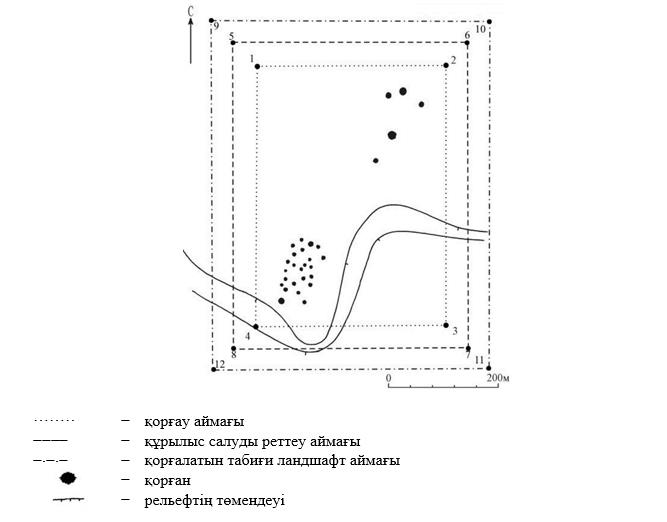 С
9
10
5
6
1
2
4
3
8
7
12
11
0 200м
– қорғау аймағы
– құрылыс салуды реттеу аймағы
– қорғалатын табиғи ландшафт аймағы
– қорған
– рельефтің төмендеуі